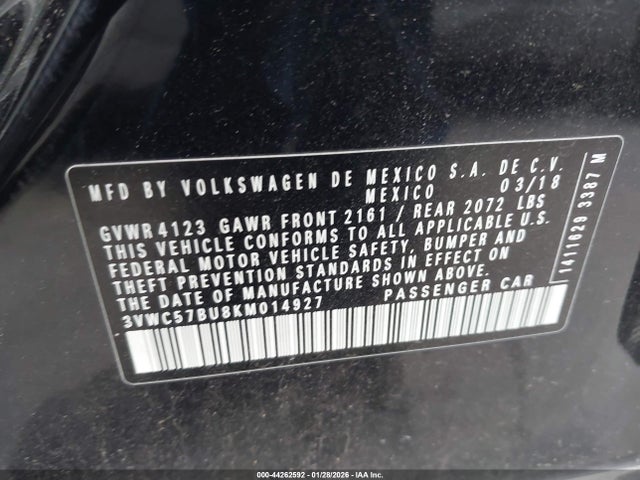 MFD BY VOLKSWAGEN DE MEXICO S.A. DE C.V.
MEXICO 03/18
GVWR 4123 GAWR FRONT 2161 / REAR 2072 LBS
THIS VEHICLE CONFORMS TO ALL APPLICABLE U.S.
FEDERAL MOTOR VEHICLE SAFETY, BUMPER AND
THEFT PREVENTION STANDARDS IN EFFECT ON
THE DATE OF MANUFACTURE SHOWN ABOVE.
3VWC57BU8KM014927 PASSENGER CAR
1411629 3387 M
000-44262592 - 01/28/2026 - IAA Inc.